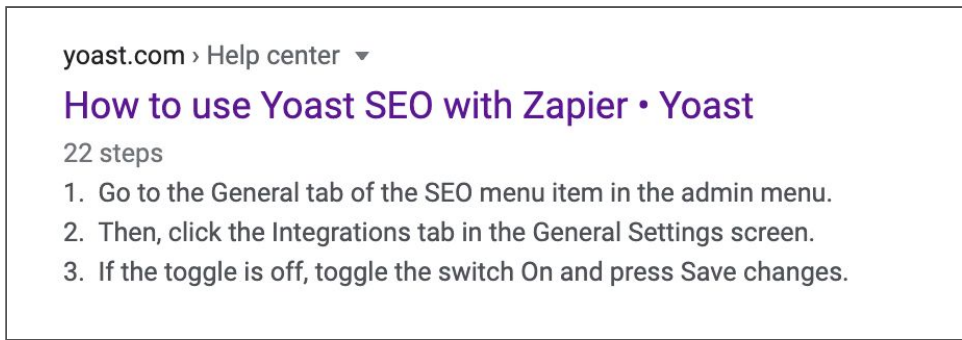 yoast.com › Help center
How to use Yoast SEO with Zapier • Yoast
22 steps
1. Go to the General tab of the SEO menu item in the admin menu.
2. Then, click the Integrations tab in the General Settings screen.
3. If the toggle is off, toggle the switch On and press Save changes.